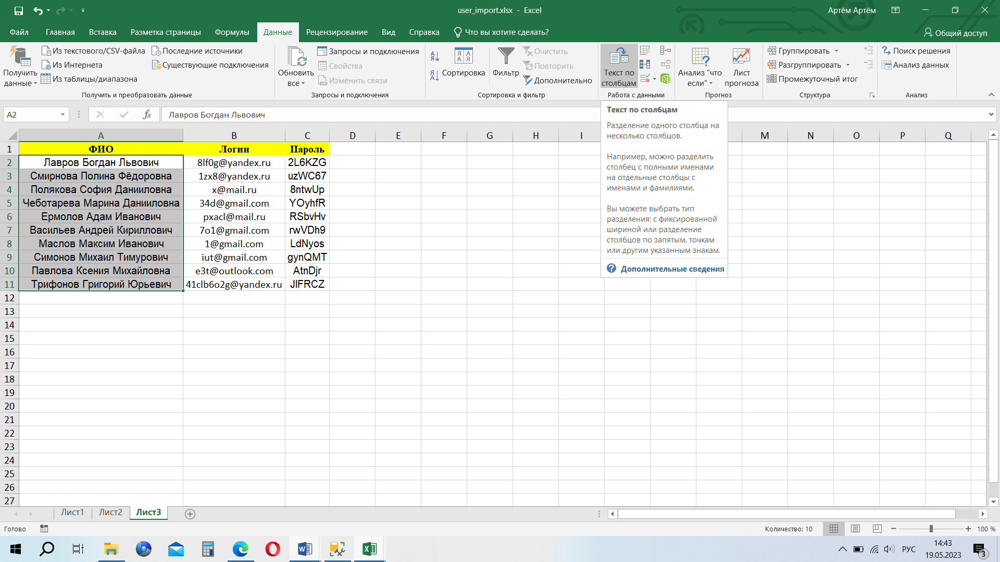 user_import.xlsx - Excel
Артём Артём
Файл Главная Вставка Разметка страницы Формулы Данные Рецензирование Вид Справка Что вы хотите сделать? Общий доступ
Получить данные
Из текстового/CSV-файла
Из Интернета
Из таблицы/диапазона
Последние источники
Существующие подключения
Получить и преобразовать данные
Обновить все
Запросы и подключения
Свойства
Изменить связи
Запросы и подключения
Сортировка
Фильтр
Очистить
Повторить
Дополнительно
Сортировка и фильтр
Текст по столбцам
Работа с данными
Анализ "что если"
Лист прогноза
Прогноз
Группировать
Разгруппировать
Промежуточный итог
Структура
Поиск решения
Анализ данных
Анализ
A2
fx
Лавров Богдан Львович
Текст по столбцам
Разделение одного столбца на
несколько столбцов.
Например, можно разделить
столбец с полными именами
на отдельные столбцы с
именами и фамилиями.
Вы можете выбрать тип
разделения: с фиксированной
шириной или разделение
столбцов по запятым, точкам
или другим указанным знакам.
Дополнительные сведения
A B C D E F G H I M N O P Q
1 ФИО Логин Пароль
2 Лавров Богдан Львович 8lf0g@yandex.ru 2L6KZG
3 Смирнова Полина Фёдоровна 1zx8@yandex.ru uzWC67
4 Полякова София Данииловна x@mail.ru 8ntwUp
5 Чеботарева Марина Данииловна 34d@gmail.com YOyhfR
6 Ермолов Адам Иванович pxacl@mail.ru RSbvHv
7 Васильев Андрей Кириллович 7o1@gmail.com rwVDh9
8 Маслов Максим Иванович 1@gmail.com LdNyos
9 Симонов Михаил Тимурович iut@gmail.com gynQMT
10 Павлова Ксения Михайловна e3t@outlook.com AtnDjr
11 Трифонов Григорий Юрьевич 41clb6o2g@yandex.ru JlFRCZ
12
13
14
15
16
17
18
19
20
21
22
23
24
25
26
27
Лист1 Лист2 Лист3
Готово
Количество: 10
100 %
РУС
14:43
19.05.2023
3